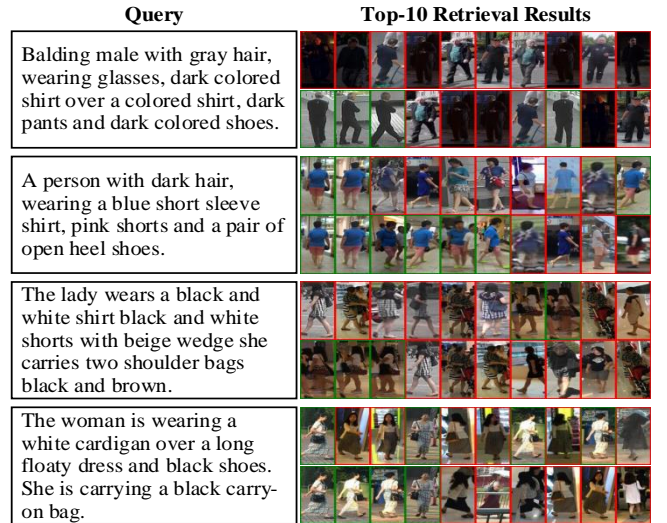 Query
Top-10 Retrieval Results
Balding male with gray hair,
wearing glasses, dark colored
shirt over a colored shirt, dark
pants and dark colored shoes.
A person with dark hair,
wearing a blue short sleeve
shirt, pink shorts and a pair of
open heel shoes.
The lady wears a black and
white shirt black and white
shorts with beige wedge she
carries two shoulder bags
black and brown.
The woman is wearing a
white cardigan over a long
floaty dress and black shoes.
She is carrying a black carry-
on bag.